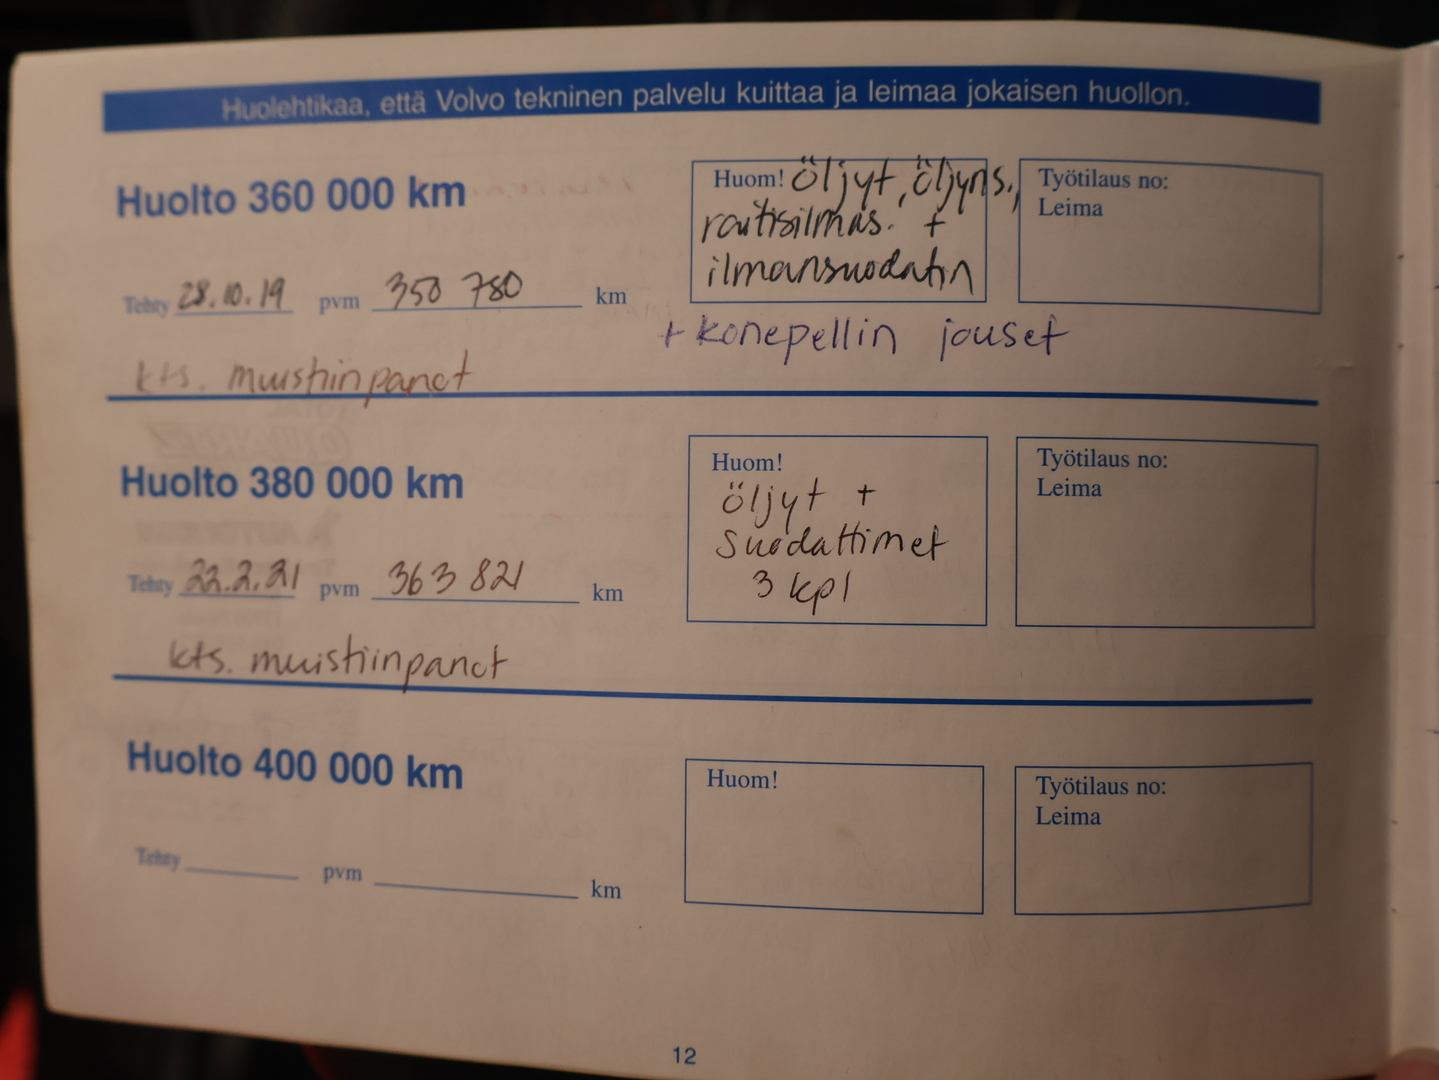 Huolehtikaa, että Volvo tekninen palvelu kuittaa ja leimaa jokaisen huollon.
Huolto 360 000 km
Tehty 28.10.19 pvm 350 780 km
kts. muistiinpanot
Huom! öljyt, öljyns.,
raitisilmas. +
ilmansuodatin
+ konepellin jouset
Työtilaus no:
Leima
Huolto 380 000 km
Tehty 22.2.21 pvm 363 821 km
kts. muistiinpanot
Huom!
öljyt +
suodattimet
3 kpl
Työtilaus no:
Leima
Huolto 400 000 km
Tehty pvm km
Huom!
Työtilaus no:
Leima
12